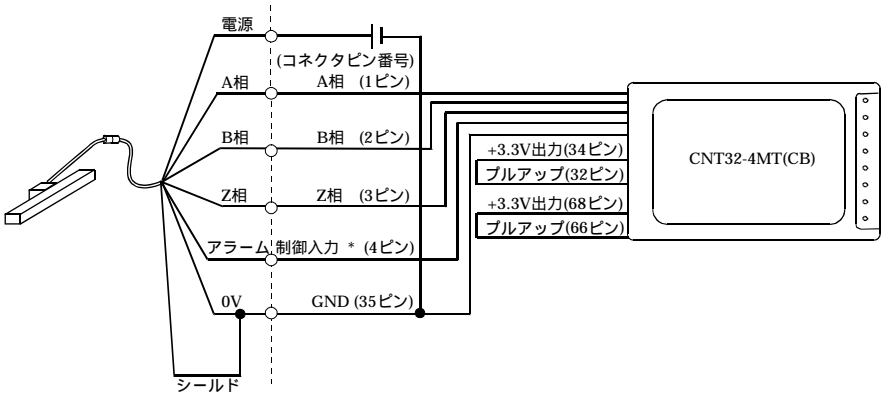 電源
(コネクタピン番号)
A相 A相 (1ピン)
B相 B相 (2ピン)
+3.3V出力(34ピン)
プルアップ(32ピン)
CNT32-4MT(CB)
Z相 Z相 (3ピン)
+3.3V出力(68ピン)
プルアップ(66ピン)
アラーム 制御入力 * (4ピン)
0V GND (35ピン)
シールド